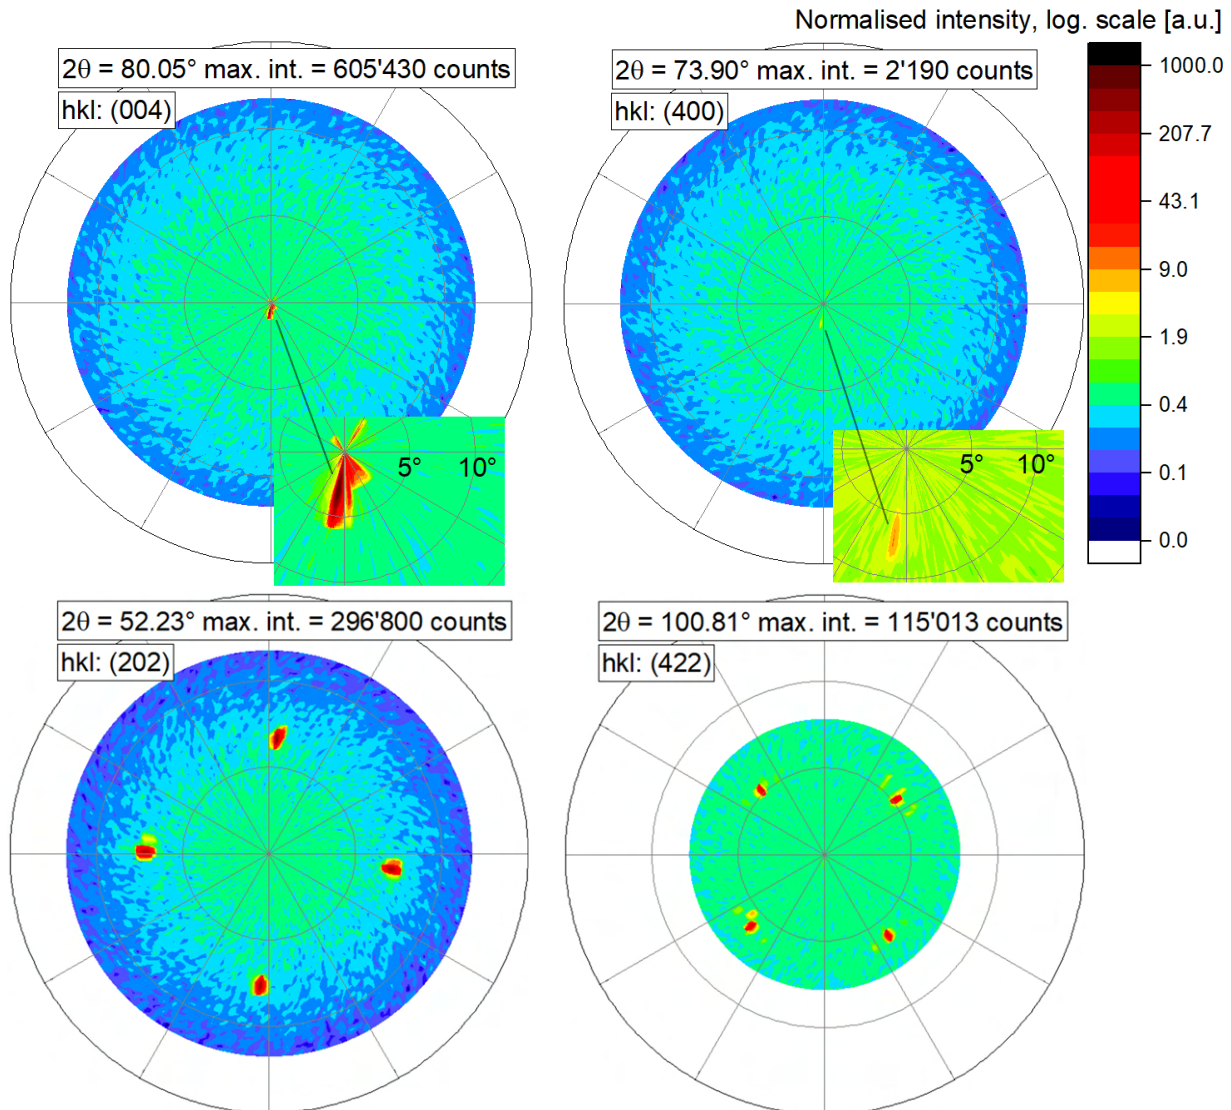 Normalised intensity, log. scale [a.u.]
2θ = 80.05° max. int. = 605'430 counts
hkl: (004)
2θ = 73.90° max. int. = 2'190 counts
hkl: (400)
1000.0
207.7
43.1
9.0
1.9
0.4
0.1
0.0
5° 10°
5° 10°
2θ = 52.23° max. int. = 296'800 counts
hkl: (202)
2θ = 100.81° max. int. = 115'013 counts
hkl: (422)